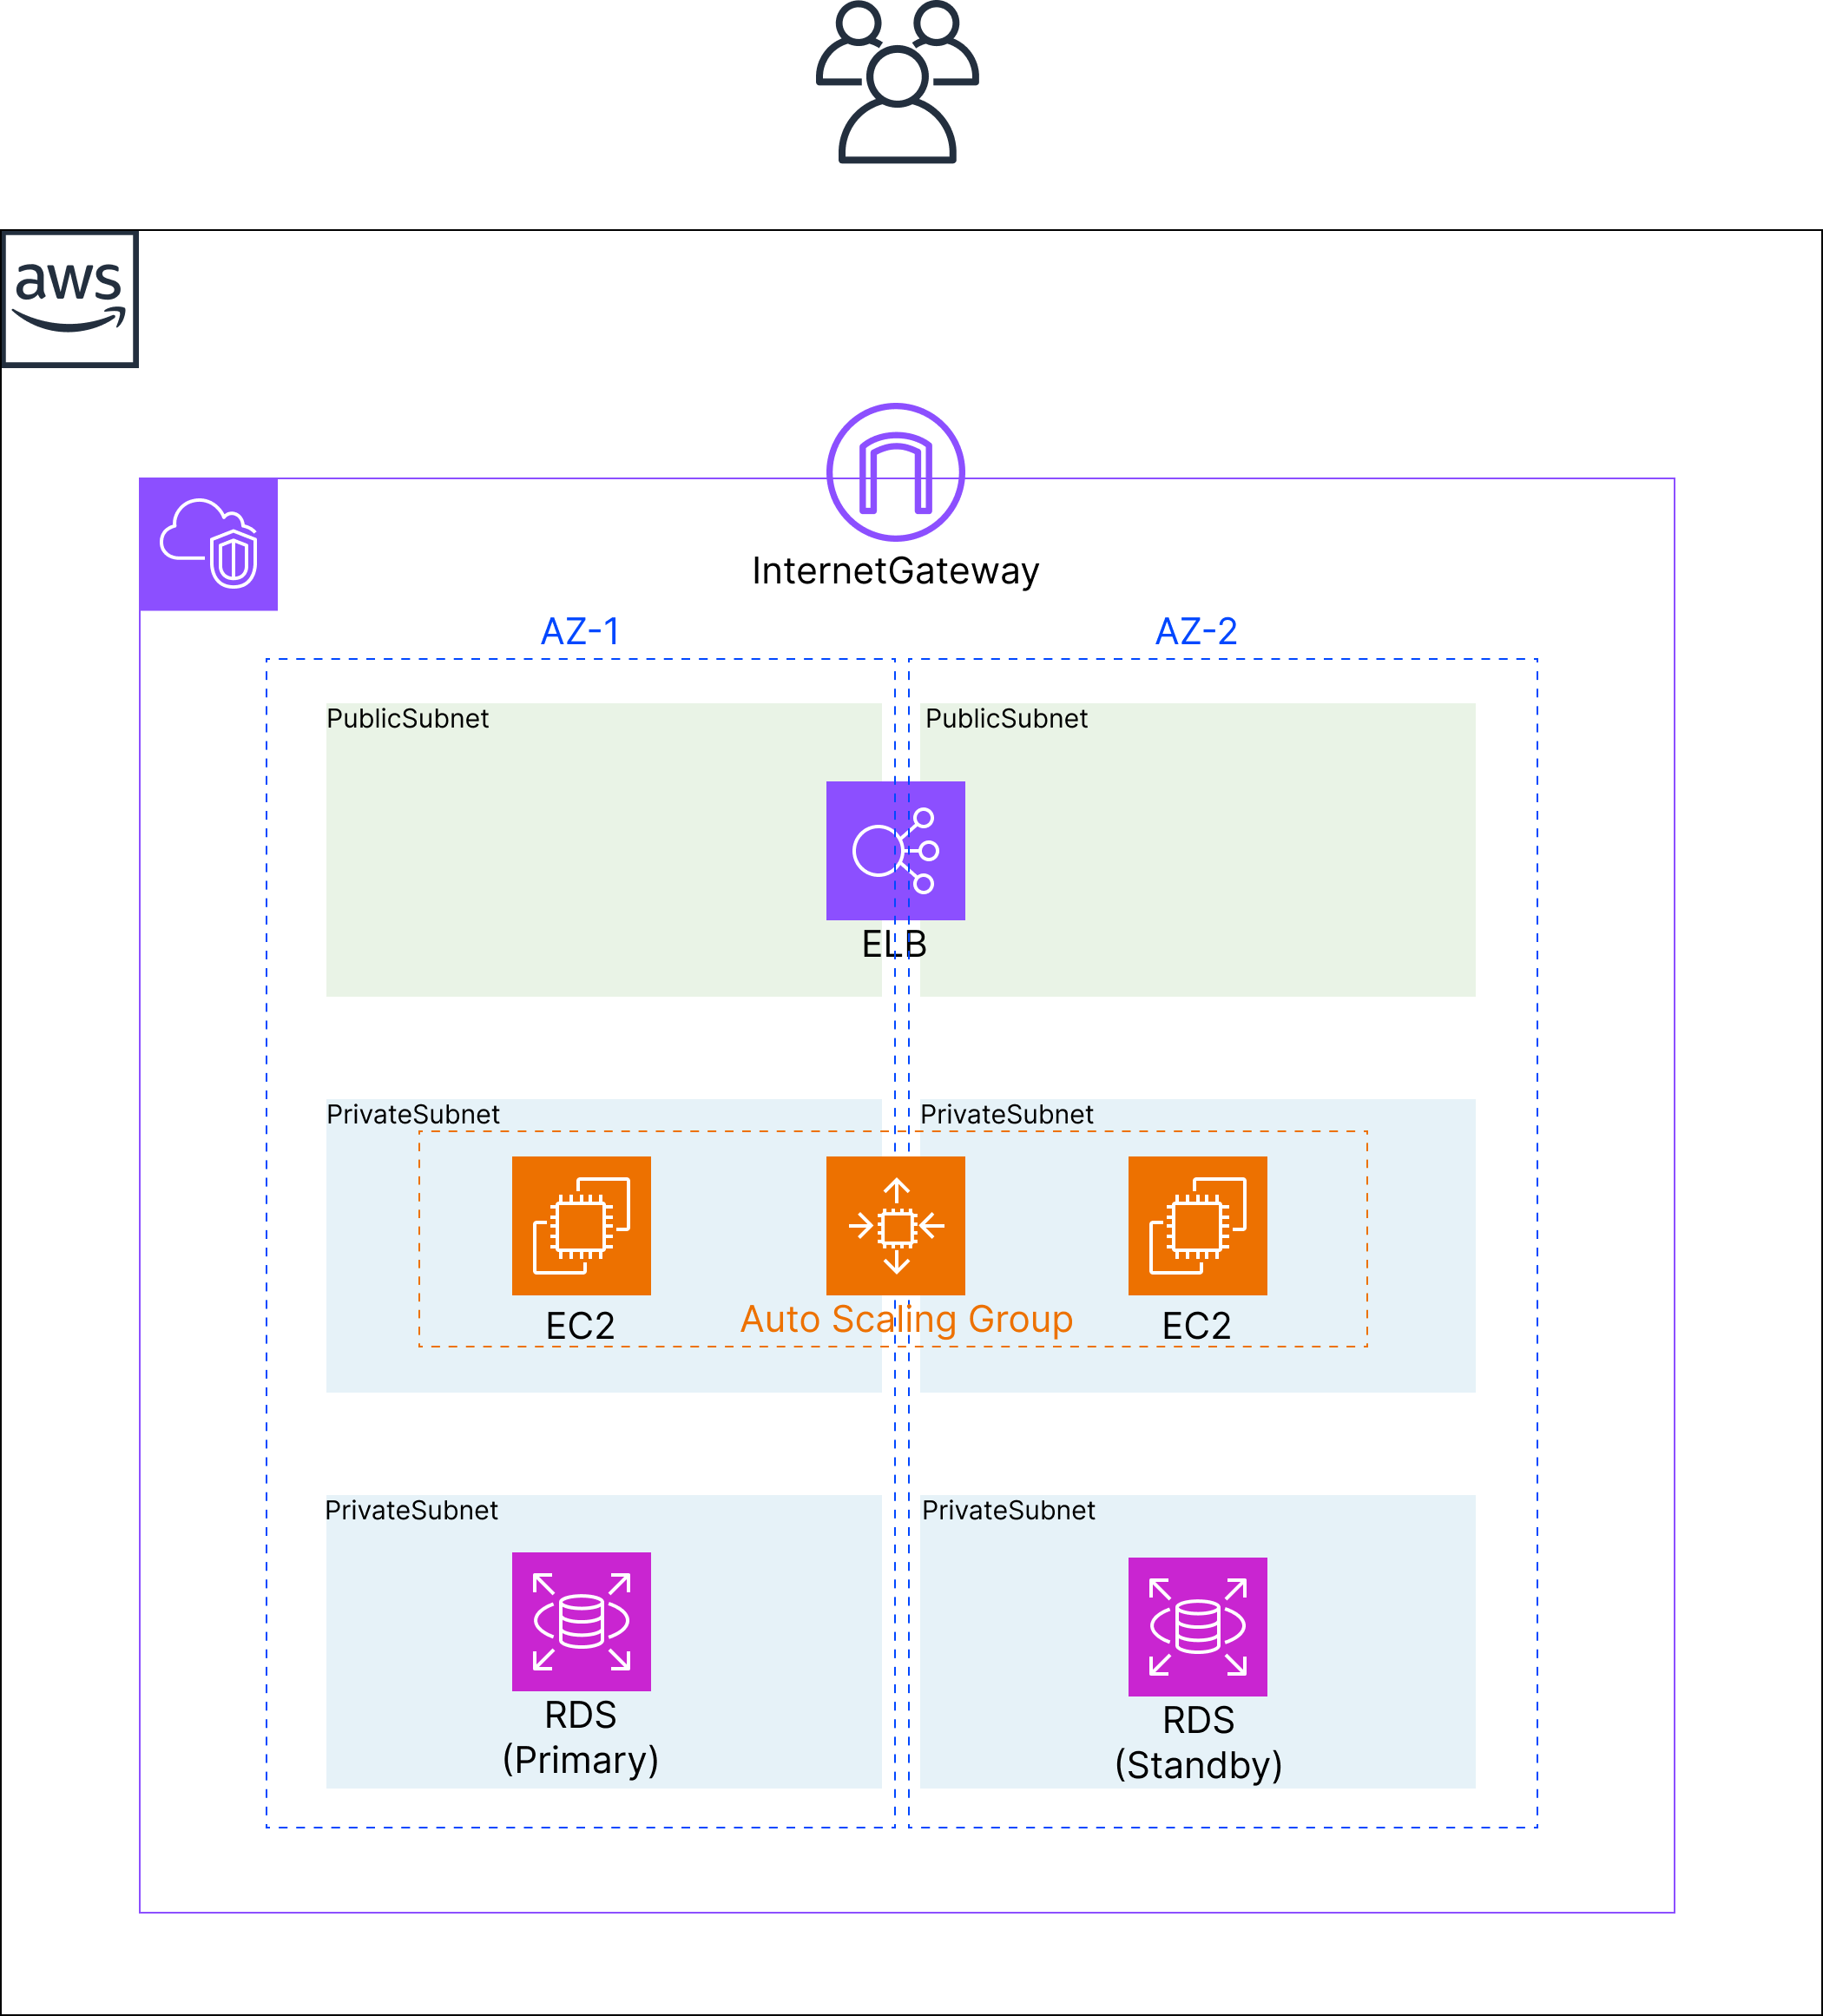 aws
InternetGateway
AZ-1
AZ-2
PublicSubnet
PublicSubnet
ELB
PrivateSubnet
PrivateSubnet
EC2
Auto Scaling Group
EC2
PrivateSubnet
PrivateSubnet
RDS
(Primary)
RDS
(Standby)